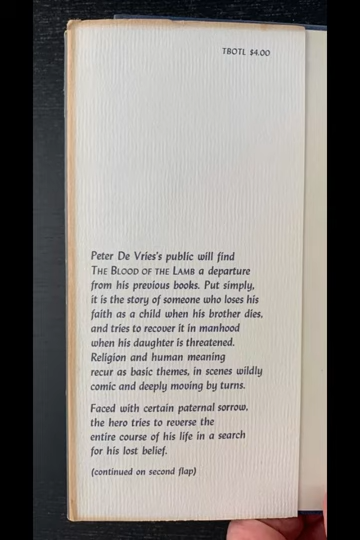 TBOTL $4.00
Peter De Vries's public will find
THE BLOOD OF THE LAMB a departure
from his previous books. Put simply,
it is the story of someone who loses his
faith as a child when his brother dies,
and tries to recover it in manhood
when his daughter is threatened.
Religion and human meaning
recur as basic themes, in scenes wildly
comic and deeply moving by turns.
Faced with certain paternal sorrow,
the hero tries to reverse the
entire course of his life in a search
for his lost belief.
(continued on second flap)